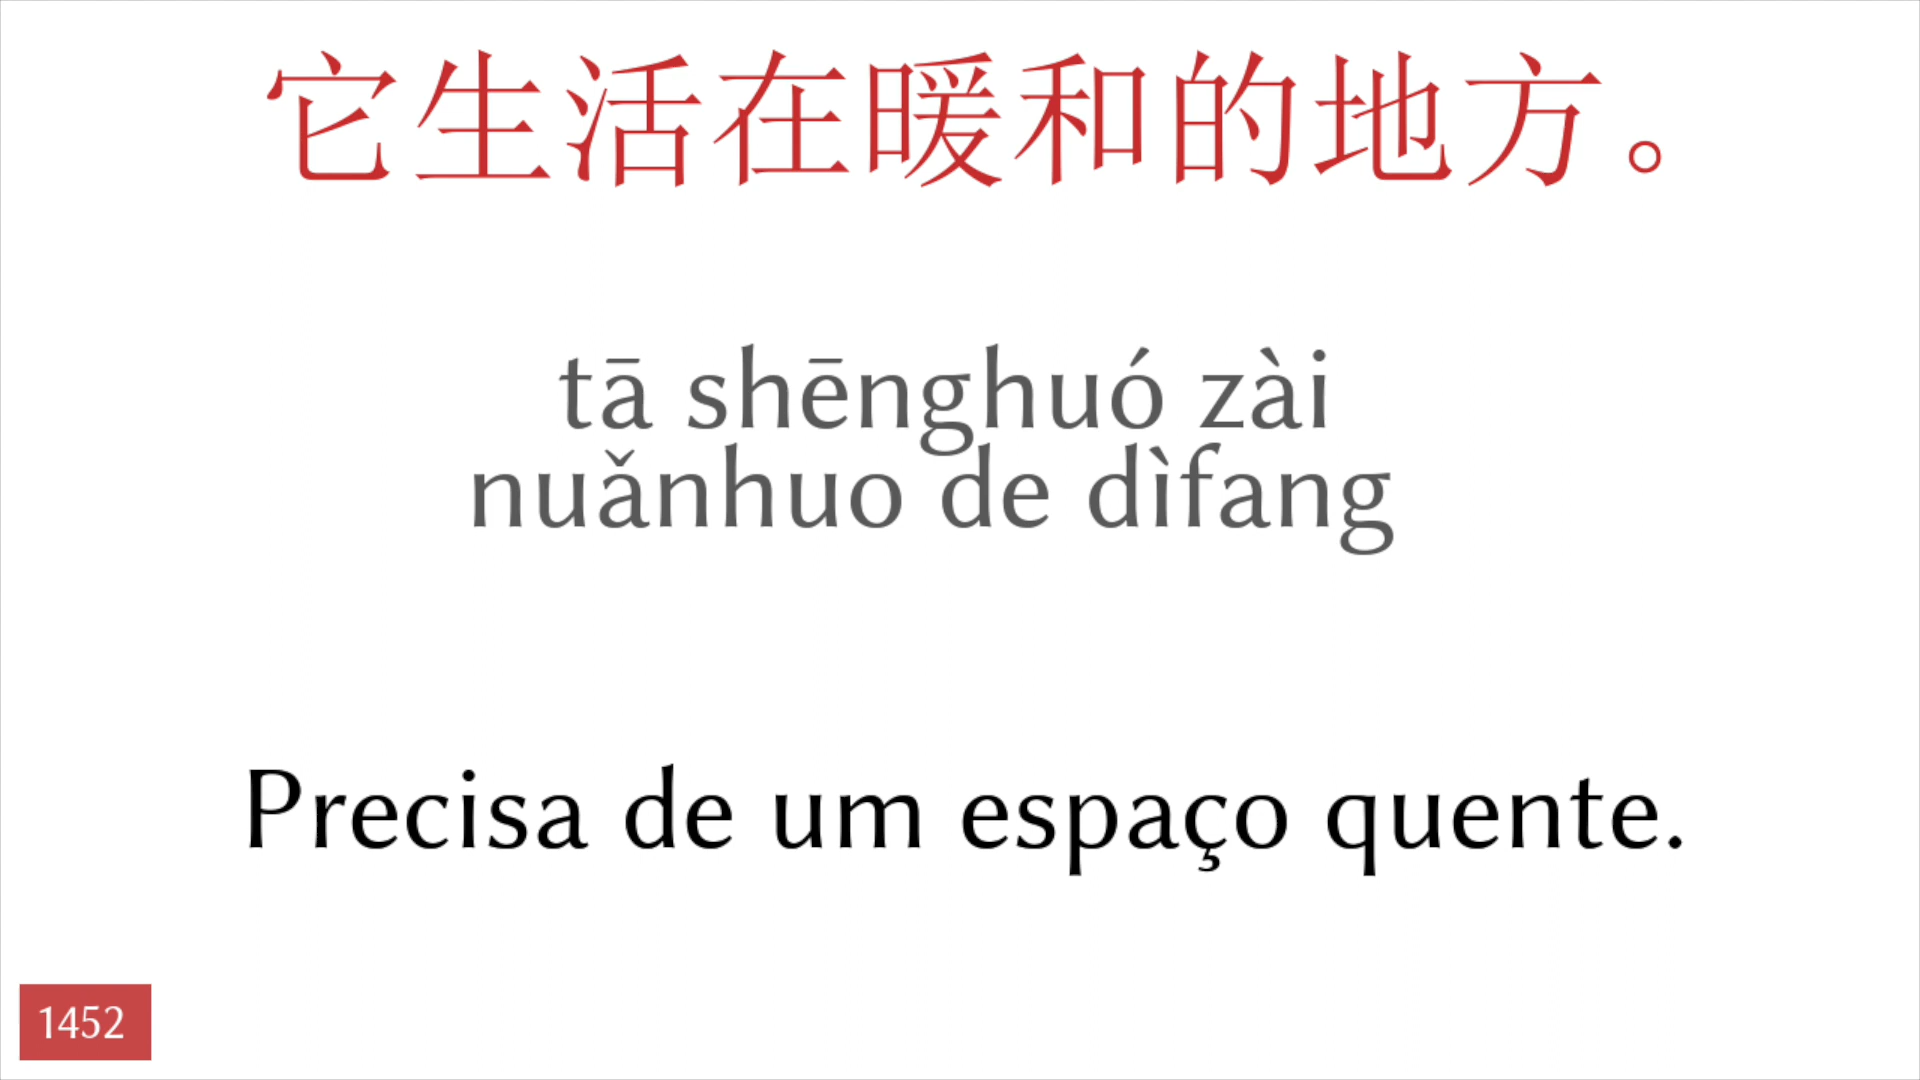 它生活在暖和的地方。
tā shēnghuó zài
nuǎnhuo de dìfang
Precisa de um espaço quente.
1452